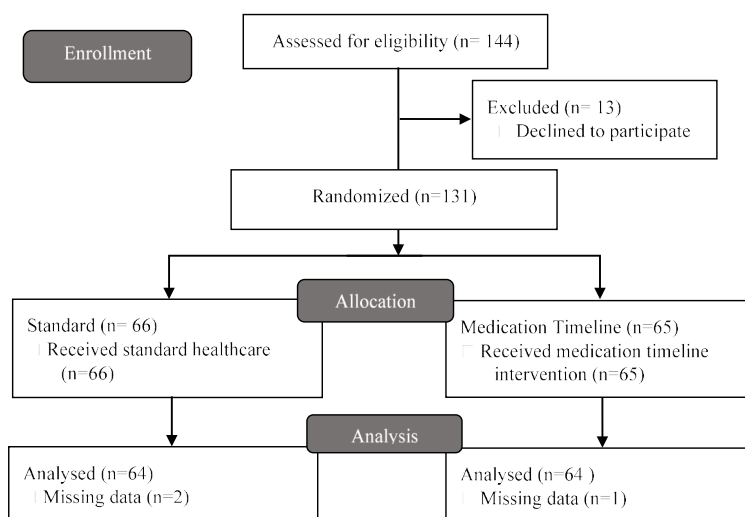 Enrollment
Assessed for eligibility (n= 144)
Excluded (n= 13)
Declined to participate
Randomized (n=131)
Allocation
Standard (n= 66)
Received standard healthcare
(n=66)
Medication Timeline (n=65)
Received medication timeline
intervention (n=65)
Analysis
Analysed (n=64)
Missing data (n=2)
Analysed (n=64 )
Missing data (n=1)